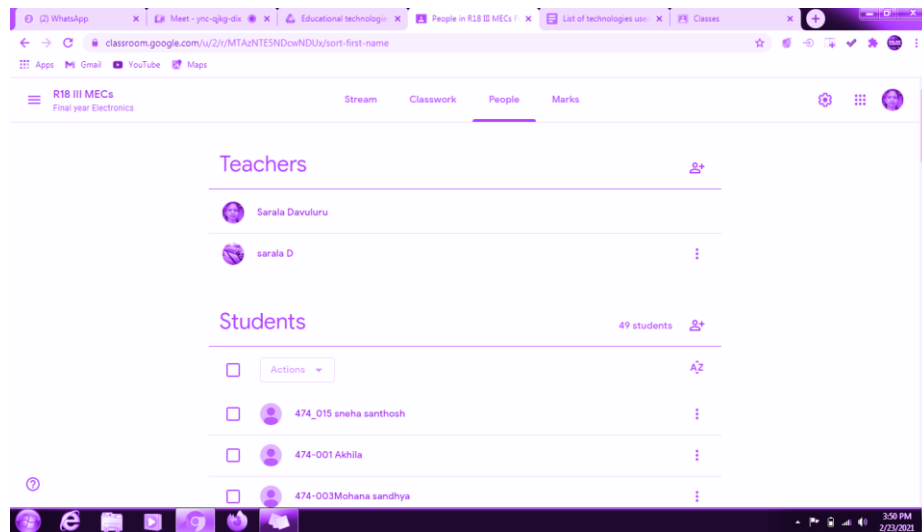 (2) WhatsApp
Meet - ync-qjkg-dix
Educational technologie
People in R18 III MECs F
List of technologies use
Classes
classroom.google.com/u/2/r/MTAzNTE5NDcwNDUx/sort-first-name
Apps Gmail YouTube Maps
R18 III MECs
Final year Electronics
Stream Classwork People Marks
Teachers
Sarala Davuluru
sarala D
Students
49 students
Actions
AZ
474_015 sneha santhosh
474-001 Akhila
474-003Mohana sandhya
3:50 PM
2/23/2021